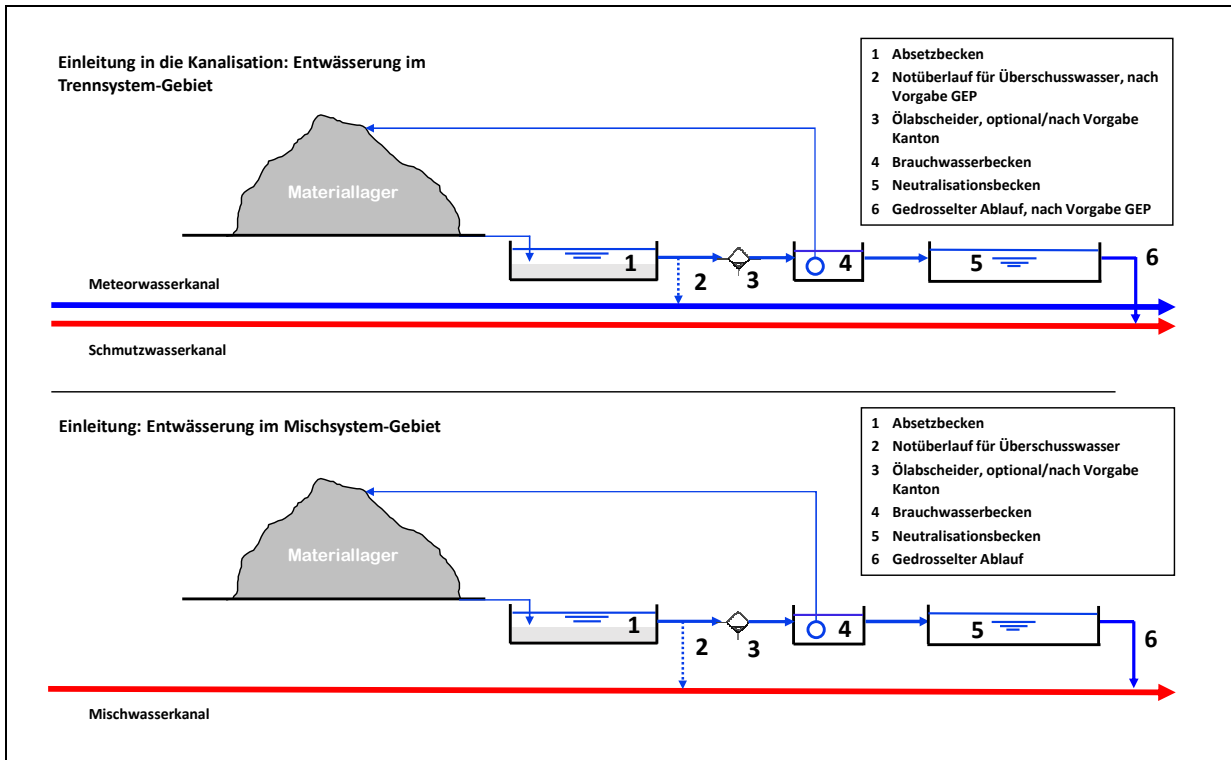 Einleitung in die Kanalisation: Entwässerung im
Trennsystem-Gebiet
1 Absetzbecken
2 Notüberlauf für Überschusswasser, nach
Vorgabe GEP
3 Ölabscheider, optional/nach Vorgabe
Kanton
4 Brauchwasserbecken
5 Neutralisationsbecken
6 Gedrosselter Ablauf, nach Vorgabe GEP
Materiallager
1
2
3
4
5
6
Meteorwasserkanal
Schmutzwasserkanal
Einleitung: Entwässerung im Mischsystem-Gebiet
1 Absetzbecken
2 Notüberlauf für Überschusswasser
3 Ölabscheider, optional/nach Vorgabe
Kanton
4 Brauchwasserbecken
5 Neutralisationsbecken
6 Gedrosselter Ablauf
Materiallager
1
2
3
4
5
6
Mischwasserkanal